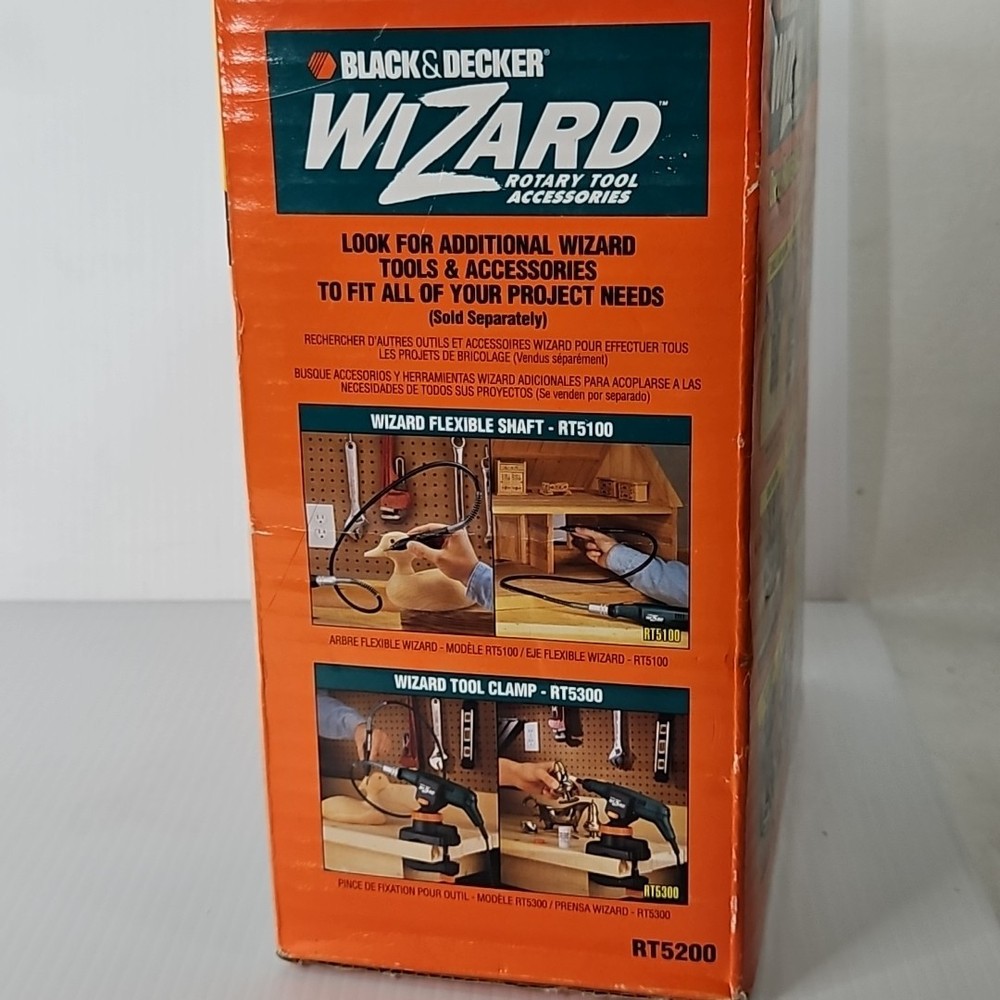 BLACK&DECKER®
WIZARD™
ROTARY TOOL
ACCESSORIES
LOOK FOR ADDITIONAL WIZARD
TOOLS & ACCESSORIES
TO FIT ALL OF YOUR PROJECT NEEDS
(Sold Separately)
RECHERCHER D'AUTRES OUTILS ET ACCESSOIRES WIZARD POUR EFFECTUER TOUS
LES PROJETS DE BRICOLAGE (Vendus séparément)
BUSQUE ACCESORIOS Y HERRAMIENTAS WIZARD ADICIONALES PARA ACOPLARSE A LAS
NECESIDADES DE TODOS SUS PROYECTOS (Se venden por separado)
WIZARD FLEXIBLE SHAFT - RT5100
RT5100
ARBRE FLEXIBLE WIZARD - MODÈLE RT5100 / EJE FLEXIBLE WIZARD - RT5100
WIZARD TOOL CLAMP - RT5300
RT5300
PINCE DE FIXATION POUR OUTIL - MODÈLE RT5300 / PRENSA WIZARD - RT5300
RT5200